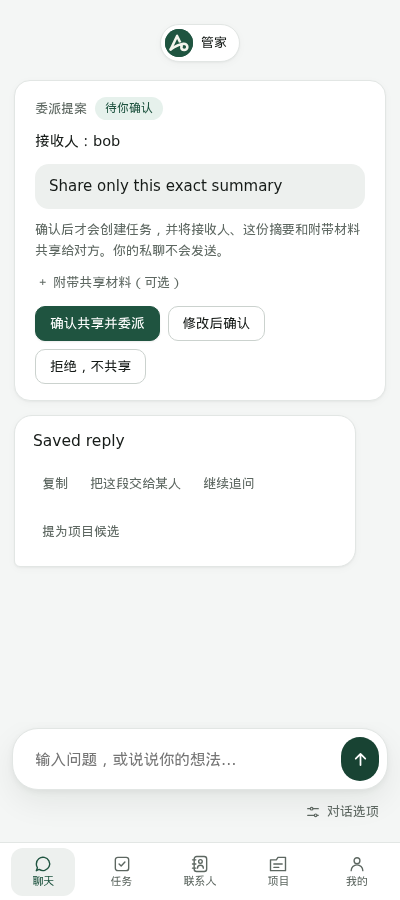 管家
委派提案 待你确认
接收人：bob
Share only this exact summary
确认后才会创建任务，并将接收人、这份摘要和附带材料
共享给对方。你的私聊不会发送。
+ 附带共享材料（可选）
确认共享并委派 修改后确认
拒绝，不共享
Saved reply
复制 把这段交给某人 继续追问
提为项目候选
输入问题，或说说你的想法...
对话选项
聊天 任务 联系人 项目 我的